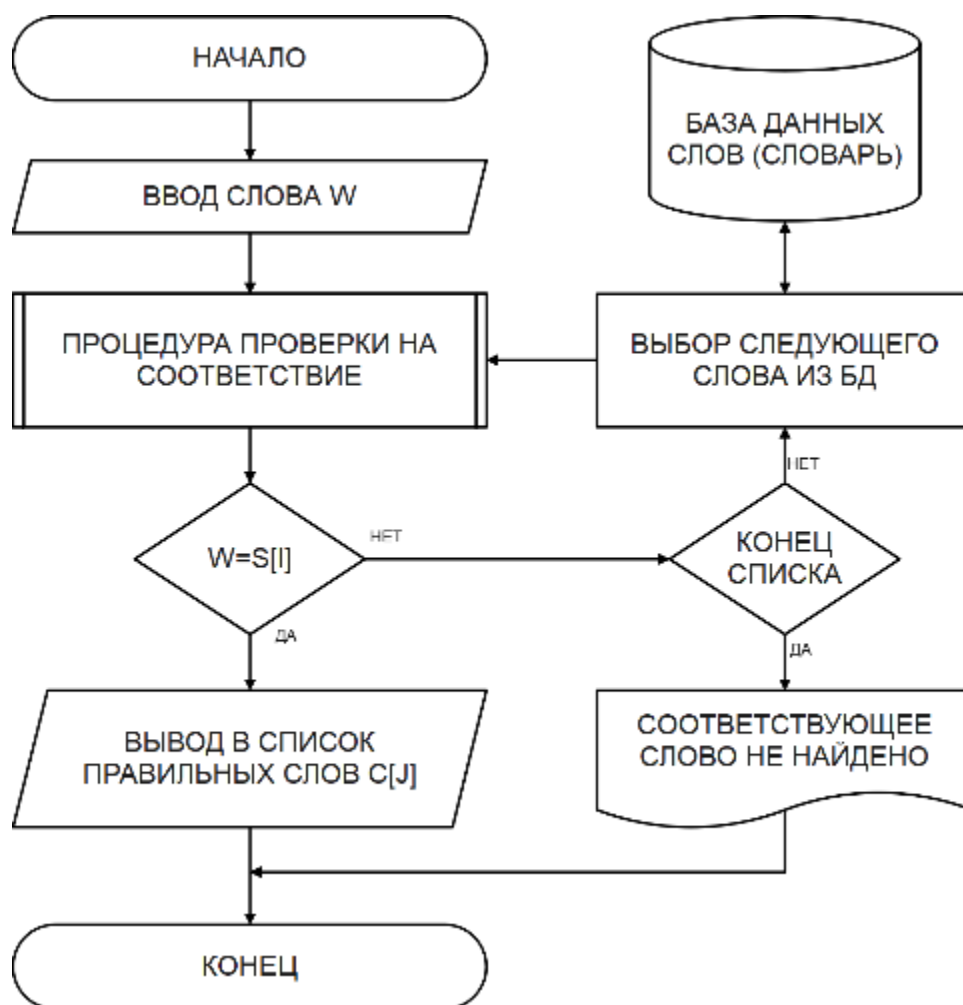 НАЧАЛО
БАЗА ДАННЫХ
СЛОВ (СЛОВАРЬ)
ВВОД СЛОВА W
ПРОЦЕДУРА ПРОВЕРКИ НА
СООТВЕТСТВИЕ
ВЫБОР СЛЕДУЮЩЕГО
СЛОВА ИЗ БД
НЕТ
W=S[I]
НЕТ
КОНЕЦ
СПИСКА
ДА
ДА
ВЫВОД В СПИСОК
ПРАВИЛЬНЫХ СЛОВ C[J]
СООТВЕТСТВУЮЩЕЕ
СЛОВО НЕ НАЙДЕНО
КОНЕЦ